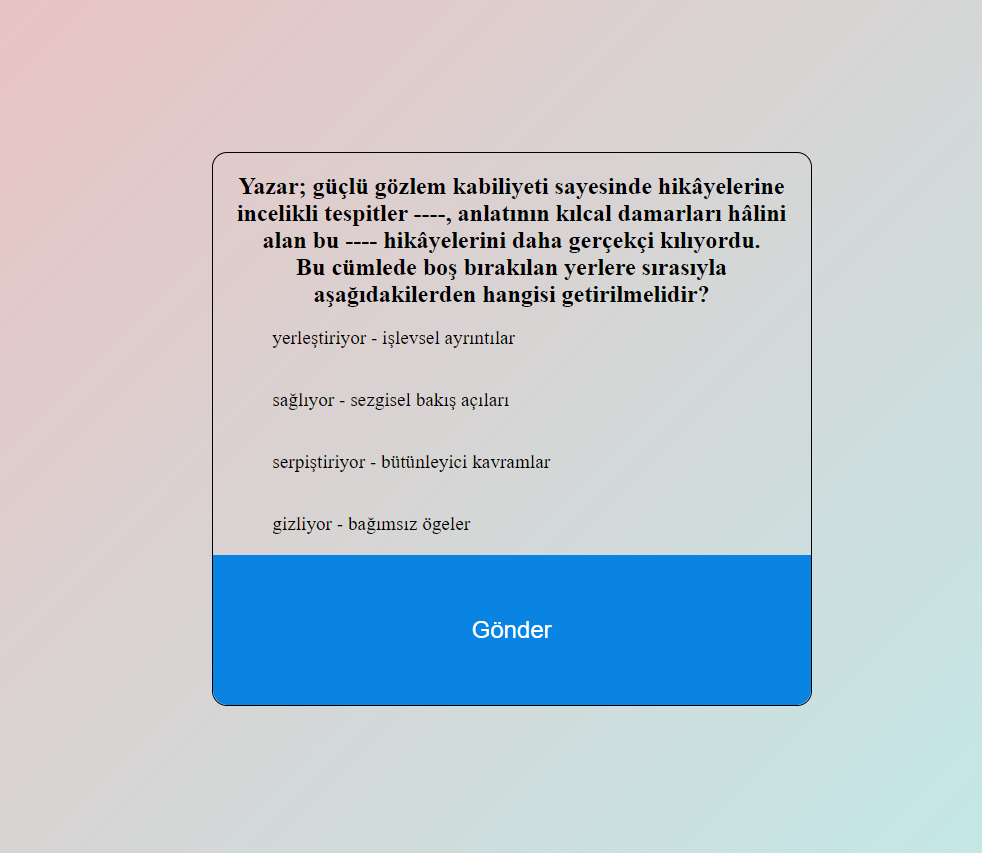 Yazar; güçlü gözlem kabiliyeti sayesinde hikâyelerine
incelikli tespitler ----, anlatının kılcal damarları hâlini
alan bu ---- hikâyelerini daha gerçekçi kılıyordu.
Bu cümlede boş bırakılan yerlere sırasıyla
aşağıdakilerden hangisi getirilmelidir?
yerleştiriyor - işlevsel ayrıntılar
sağlıyor - sezgisel bakış açıları
serpiştiriyor - bütünleyici kavramlar
gizliyor - bağımsız ögeler
Gönder